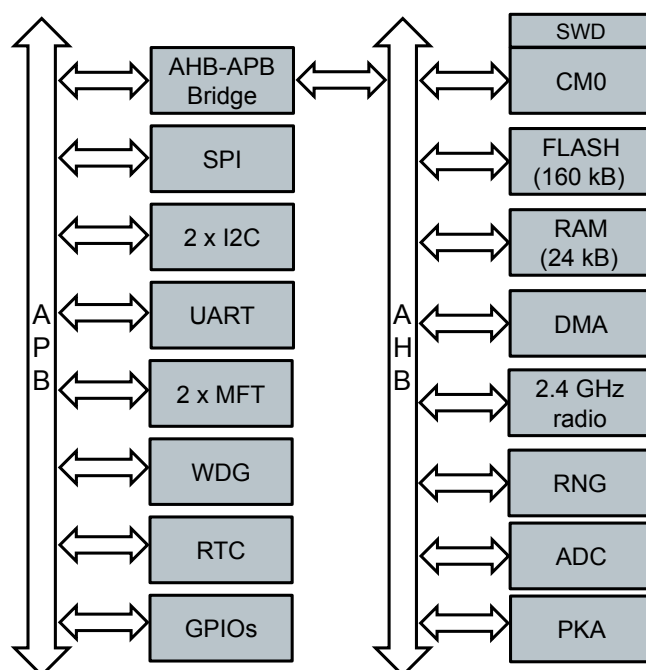 A
P
B
AHB-APB
Bridge
SPI
2 x I2C
UART
2 x MFT
WDG
RTC
GPIOs
A
H
B
SWD
CM0
FLASH
(160 kB)
RAM
(24 kB)
DMA
2.4 GHz
radio
RNG
ADC
PKA